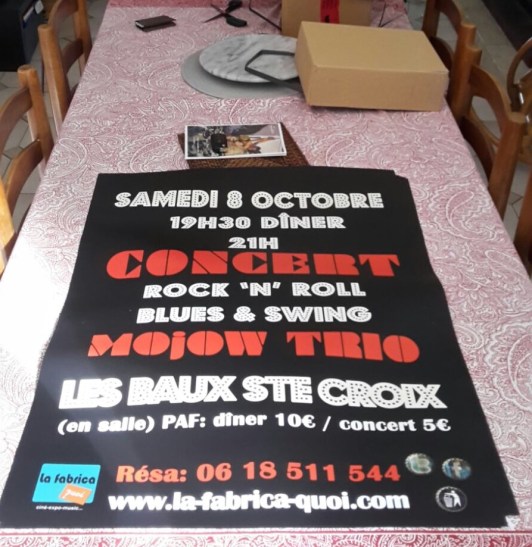 SAMEDI 8 OCTOBRE
19H30 DÎNER
21H
CONCERT
ROCK 'N' ROLL
BLUES & SWING
MOJOW TRIO
LES BAUX STE CROIX
(en salle) PAF: dîner 10€ / concert 5€
Résa: 06 18 511 544
www.la-fabrica-quoi.com
la fabrica